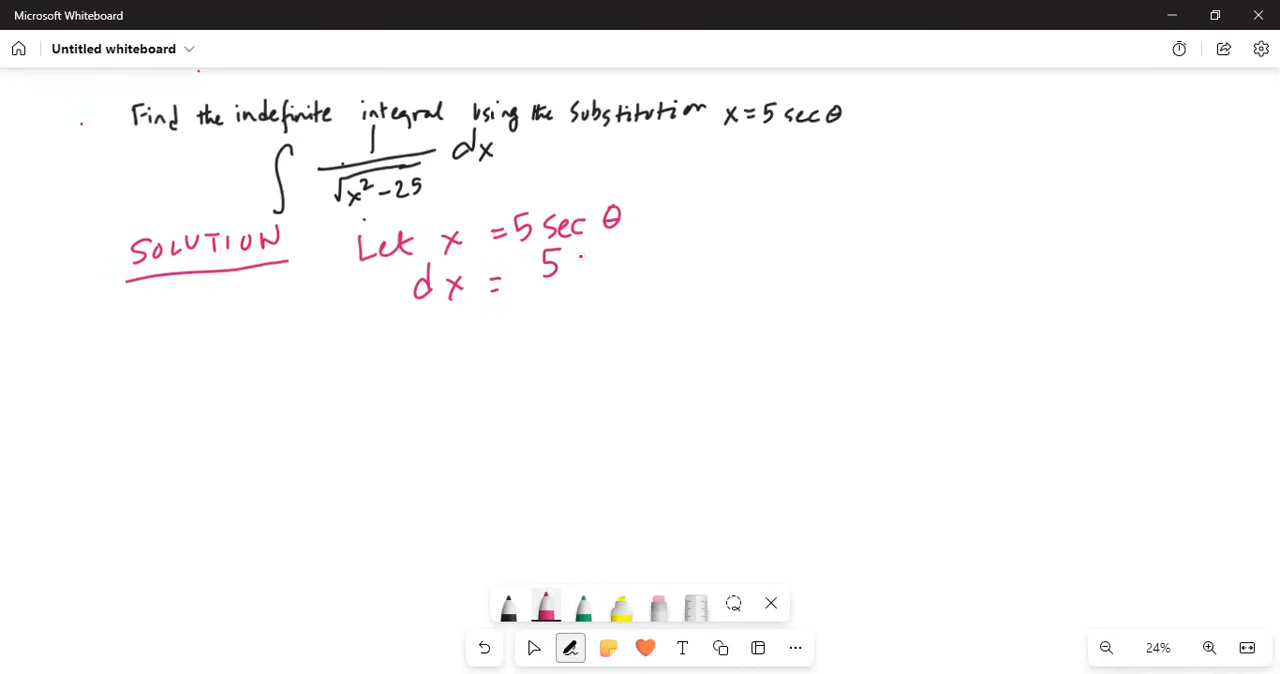 Microsoft Whiteboard
Untitled whiteboard
Find the indefinite integral using the substitution x = 5 sec θ
∫ 1/√(x² - 25) dx
SOLUTION Let x = 5 sec θ
dx = 5
24%